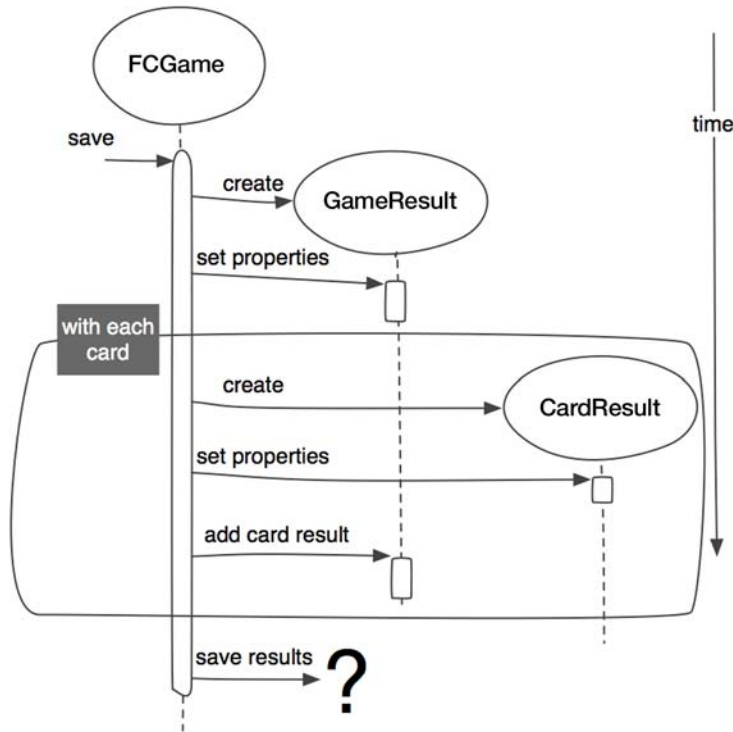 FCGame
time
save
create
GameResult
set properties
with each
card
create
CardResult
set properties
add card result
save results
?